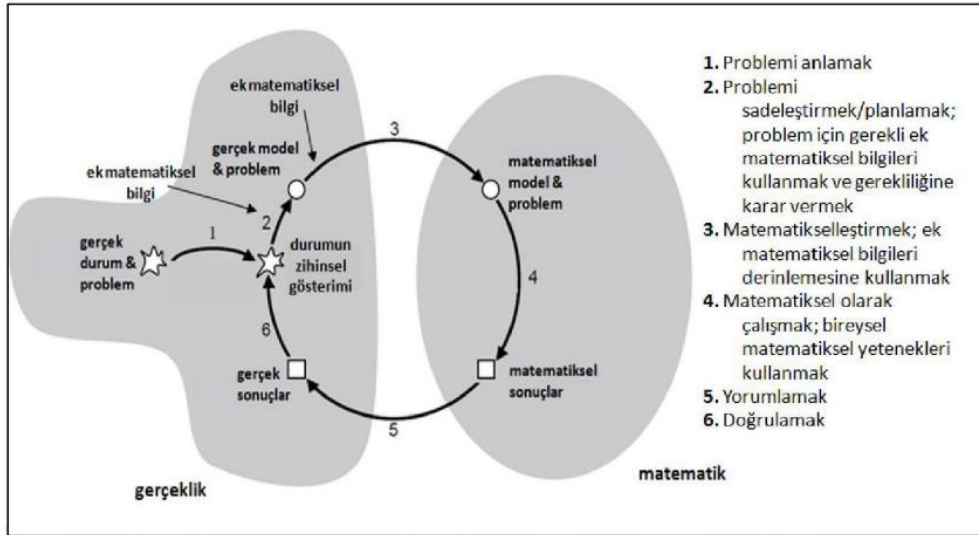 ek matematiksel
bilgi
3
gerçek model
& problem
matematiksel
model &
problem
ek matematiksel
bilgi
2
1
gerçek
durum &
problem
durumun
zihinsel
gösterimi
4
6
gerçek
sonuçlar
matematiksel
sonuçlar
5
gerçeklik
matematik
1. Problemi anlamak
2. Problemi
sadeleştirmek/planlamak;
problem için gerekli ek
matematiksel bilgileri
kullanmak ve gerekliliğine
karar vermek
3. Matematikselleştirmek; ek
matematiksel bilgileri
derinlemesine kullanmak
4. Matematiksel olarak
çalışmak; bireysel
matematiksel yetenekleri
kullanmak
5. Yorumlamak
6. Doğrulamak